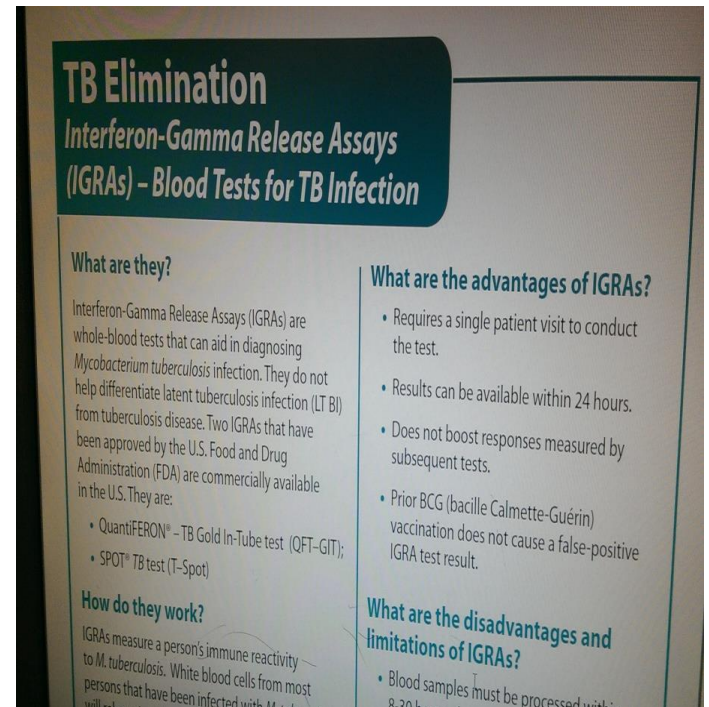 TB Elimination
Interferon-Gamma Release Assays
(IGRAs) – Blood Tests for TB Infection
What are they?
Interferon-Gamma Release Assays (IGRAs) are
whole-blood tests that can aid in diagnosing
Mycobacterium tuberculosis infection. They do not
help differentiate latent tuberculosis infection (LT BI)
from tuberculosis disease. Two IGRAs that have
been approved by the U.S. Food and Drug
Administration (FDA) are commercially available
in the U.S. They are:
• QuantiFERON® – TB Gold In-Tube test (QFT–GIT);
• SPOT® TB test (T–Spot)
How do they work?
IGRAs measure a person's immune reactivity
to M. tuberculosis. White blood cells from most
persons that have been infected with
What are the advantages of IGRAs?
• Requires a single patient visit to conduct
the test.
• Results can be available within 24 hours.
• Does not boost responses measured by
subsequent tests.
• Prior BCG (bacille Calmette-Guérin)
vaccination does not cause a false-positive
IGRA test result.
What are the disadvantages and
limitations of IGRAs?
• Blood samples must be processed